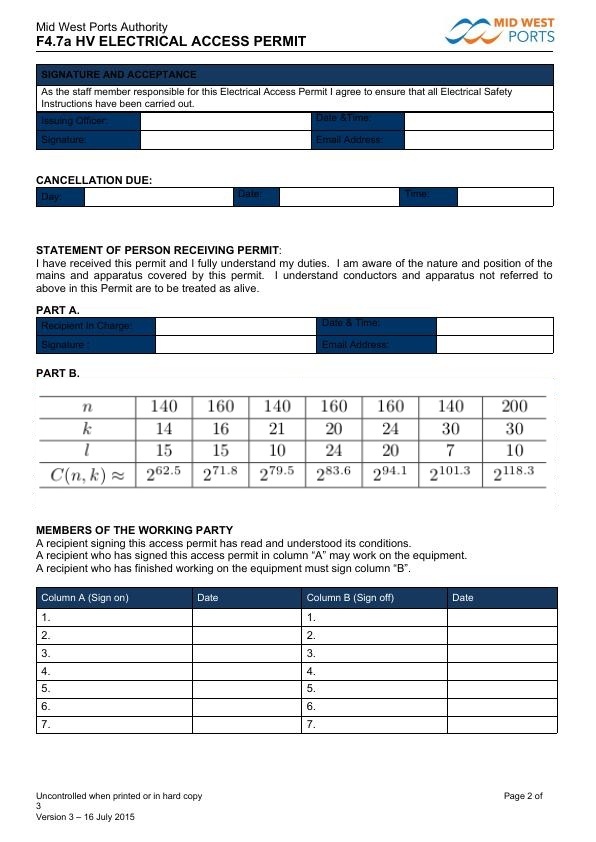 Mid West Ports Authority
F4.7a HV ELECTRICAL ACCESS PERMIT
MID WEST
PORTS
SIGNATURE AND ACCEPTANCE
As the staff member responsible for this Electrical Access Permit I agree to ensure that all Electrical Safety
Instructions have been carried out.
Issuing Officer: Date &Time:
Signature: Email Address:
CANCELLATION DUE:
Day: Date: Time:
STATEMENT OF PERSON RECEIVING PERMIT:
I have received this permit and I fully understand my duties. I am aware of the nature and position of the
mains and apparatus covered by this permit. I understand conductors and apparatus not referred to
above in this Permit are to be treated as alive.
PART A.
Recipient In Charge: Date & Time:
Signature : Email Address:
PART B.
n 140 160 140 160 160 140 200
k 14 16 21 20 24 30 30
l 15 15 10 24 20 7 10
C(n, k) ≈ 2^62.5 2^71.8 2^79.5 2^83.6 2^94.1 2^101.3 2^118.3
MEMBERS OF THE WORKING PARTY
A recipient signing this access permit has read and understood its conditions.
A recipient who has signed this access permit in column “A” may work on the equipment.
A recipient who has finished working on the equipment must sign column “B”.
Column A (Sign on) Date Column B (Sign off) Date
1. 1.
2. 2.
3. 3.
4. 4.
5. 5.
6. 6.
7. 7.
Uncontrolled when printed or in hard copy Page 2 of
3
Version 3 – 16 July 2015